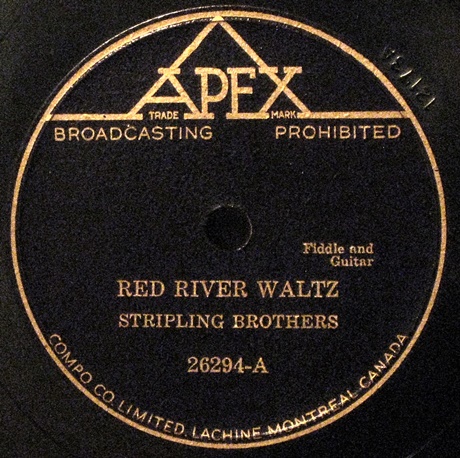 APEX
TRADE MARK
BROADCASTING PROHIBITED
Fiddle and
Guitar
RED RIVER WALTZ
STRIPLING BROTHERS
26294-A
COMPO CO. LIMITED, LACHINE MONTREAL CANADA